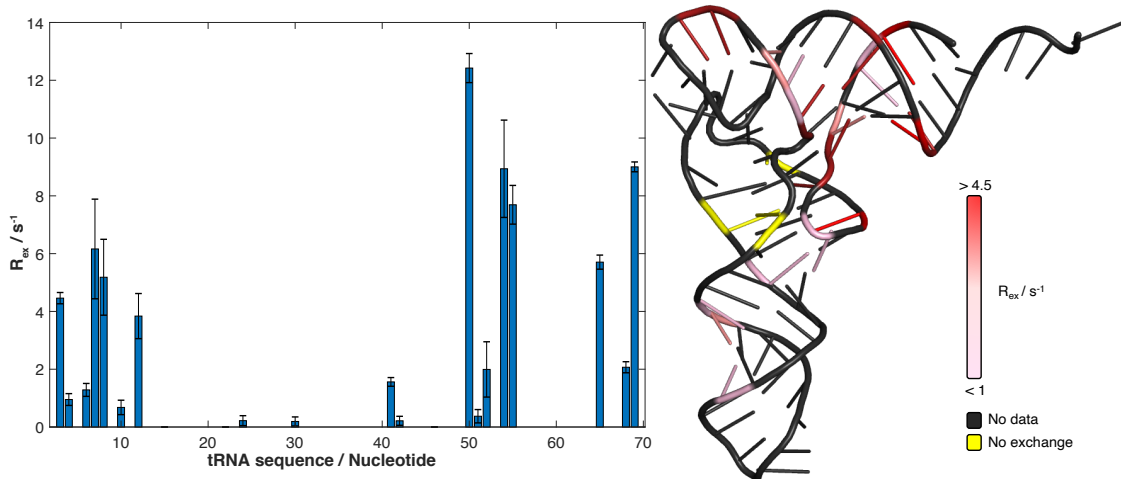 14
12
10
8
6
4
2
0
R_ex / s⁻¹
10 20 30 40 50 60 70
tRNA sequence / Nucleotide
> 4.5
R_ex / s⁻¹
< 1
No data
No exchange